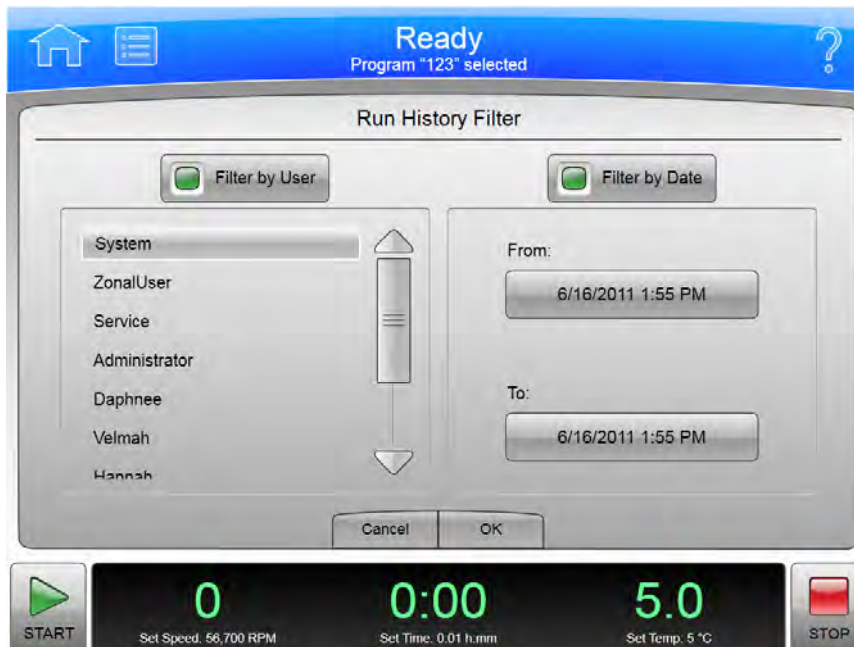 Ready
Program "123" selected
Run History Filter
Filter by User
Filter by Date
System
ZonalUser
Service
Administrator
Daphnee
Velmah
Hannah
From:
6/16/2011 1:55 PM
To:
6/16/2011 1:55 PM
Cancel
OK
START
0
Set Speed. 56,700 RPM
0:00
Set Time. 0.01 h:mm
5.0
Set Temp. 5 °C
STOP